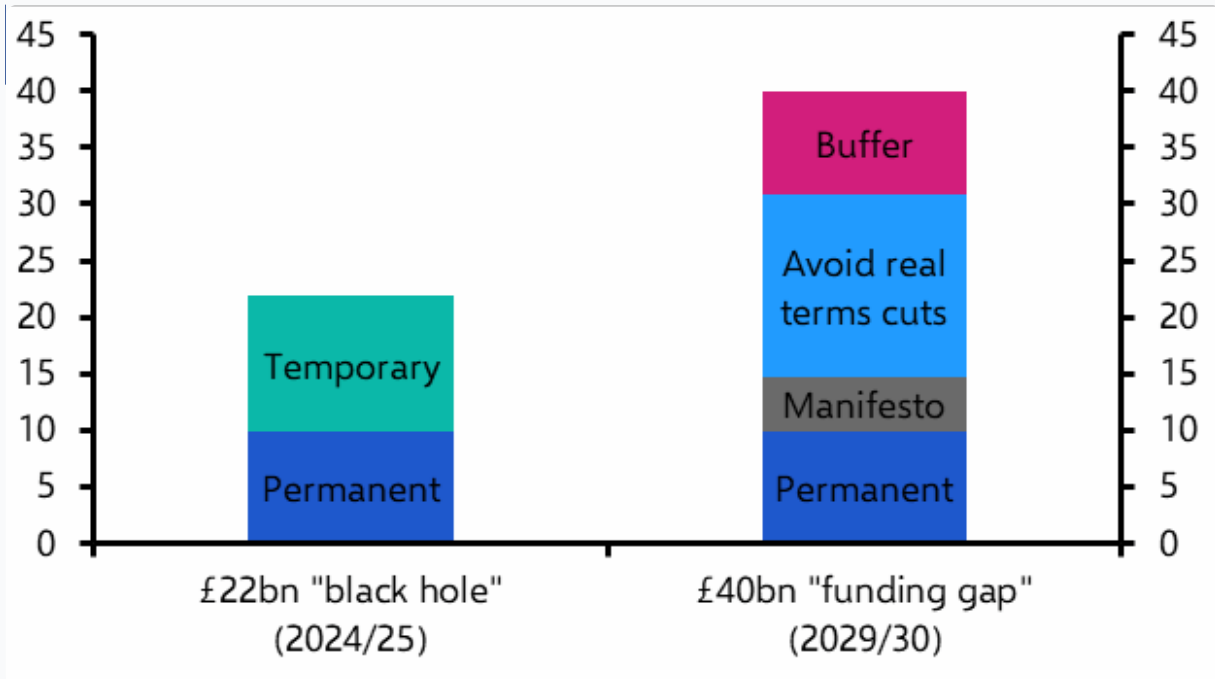 45
40
35
30
25
20
15
10
5
0
Temporary
Permanent
Buffer
Avoid real
terms cuts
Manifesto
Permanent
45
40
35
30
25
20
15
10
5
0
£22bn "black hole"
(2024/25)
£40bn "funding gap"
(2029/30)